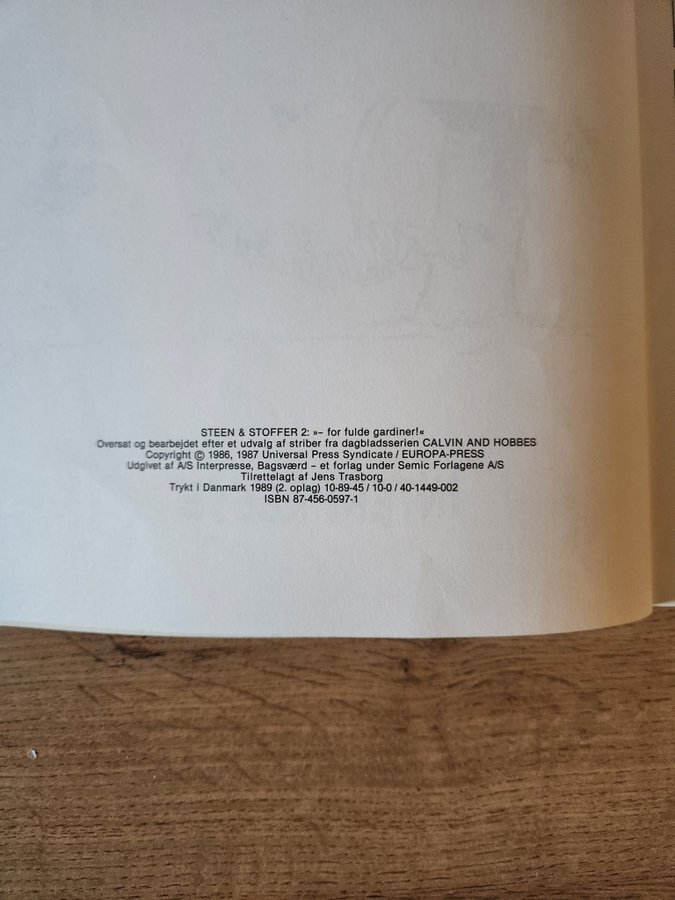 STEEN & STOFFER 2: »– for fulde gardiner!«
Oversat og bearbejdet efter et udvalg af striber fra dagbladsserien CALVIN AND HOBBES
Copyright © 1986, 1987 Universal Press Syndicate / EUROPA-PRESS
Udgivet af A/S Interpresse, Bagsværd – et forlag under Semic Forlagene A/S
Tilrettelagt af Jens Trasborg
Trykt i Danmark 1989 (2. oplag) 10-89-45 / 10-0 / 40-1449-002
ISBN 87-456-0597-1